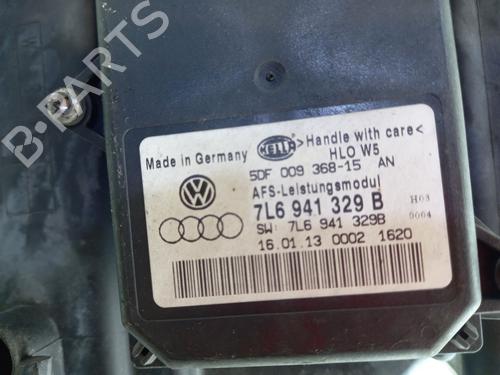 B-PARTS
Made in Germany HELLA >Handle with care<
HLO W5
5DF 009 368-15 AN
AFS-Leistungsmodul
7L6 941 329 B H03
SW: 7L6 941 329B 0004
16.01.13 0002 1620